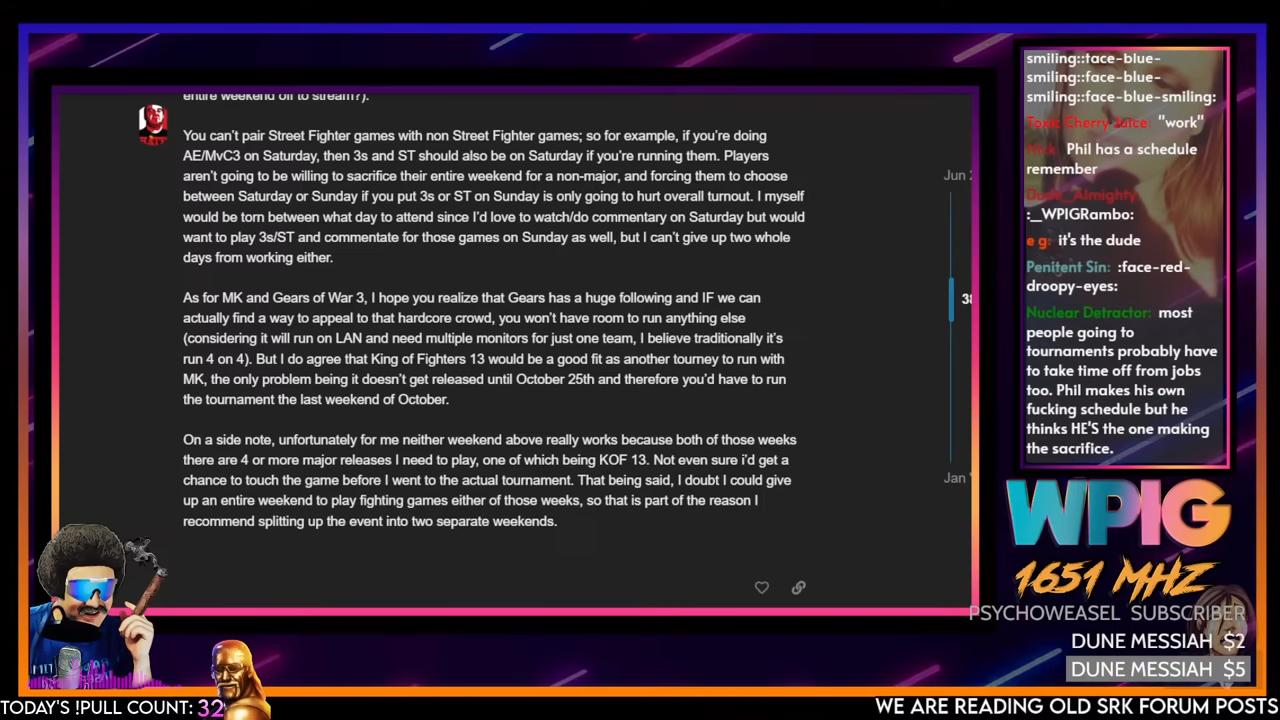 entire weekend off to stream?).
You can't pair Street Fighter games with non Street Fighter games; so for example, if you're doing
AE/MvC3 on Saturday, then 3s and ST should also be on Saturday if you're running them. Players
aren't going to be willing to sacrifice their entire weekend for a non-major, and forcing them to choose
between Saturday or Sunday if you put 3s or ST on Sunday is only going to hurt overall turnout. I myself
would be torn between what day to attend since I'd love to watch/do commentary on Saturday but would
want to play 3s/ST and commentate for those games on Sunday as well, but I can't give up two whole
days from working either.
As for MK and Gears of War 3, I hope you realize that Gears has a huge following and IF we can
actually find a way to appeal to that hardcore crowd, you won't have room to run anything else
(considering it will run on LAN and need multiple monitors for just one team, I believe traditionally it's
run 4 on 4). But I do agree that King of Fighters 13 would be a good fit as another tourney to run with
MK, the only problem being it doesn't get released until October 25th and therefore you'd have to run
the tournament the last weekend of October.
On a side note, unfortunately for me neither weekend above really works because both of those weeks
there are 4 or more major releases I need to play, one of which being KOF 13. Not even sure i'd get a
chance to touch the game before I went to the actual tournament. That being said, I doubt I could give
up an entire weekend to play fighting games either of those weeks, so that is part of the reason I
recommend splitting up the event into two separate weekends.
Jun 2
38
Jan
smiling::face-blue-
smiling::face-blue-
smiling::face-blue-smiling:
Toxic Cherry Juice: "work"
Phil has a schedule
remember
Dude_Almighty:
:_WPIGRambo:
e g: it's the dude
Penitent Sin: :face-red-
droopy-eyes:
Nuclear Detractor: most
people going to
tournaments probably have
to take time off from jobs
too. Phil makes his own
fucking schedule but he
thinks HE'S the one making
the sacrifice.
WPIG
1651 MHZ
PSYCHOWEASEL SUBSCRIBER
DUNE MESSIAH $2
DUNE MESSIAH $5
TODAY'S !PULL COUNT: 32
WE ARE READING OLD SRK FORUM POSTS